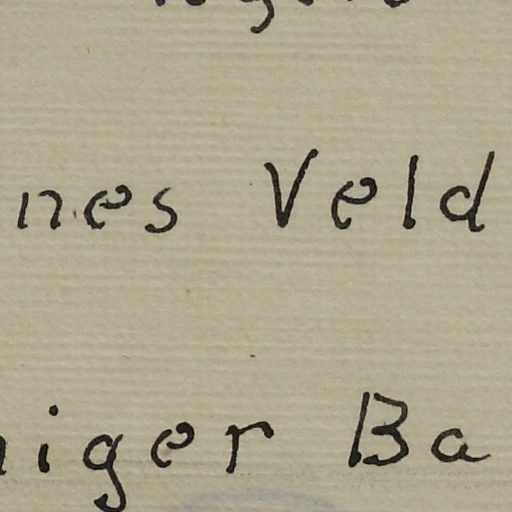 nes Veld
niger Ba